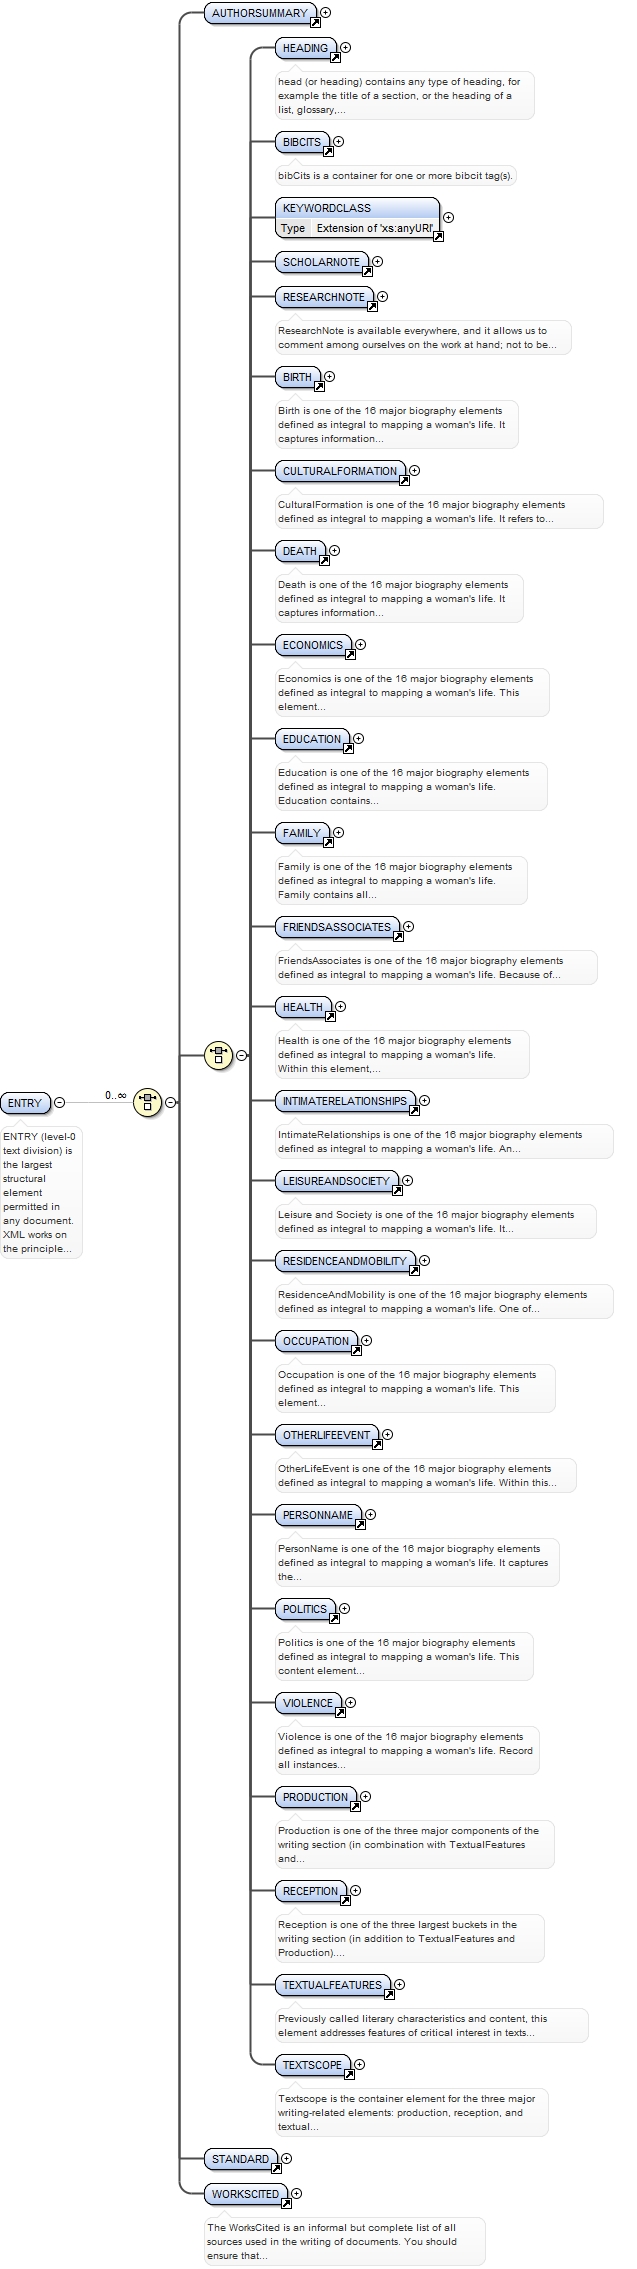 AUTHORSUMMARY
HEADING
head (or heading) contains any type of heading, for
example the title of a section, or the heading of a
list, glossary,...
BIBCITS
bibCits is a container for one or more bibcit tag(s).
KEYWORDCLASS
Type Extension of 'xs:anyURI'
SCHOLARNOTE
RESEARCHNOTE
ResearchNote is available everywhere, and it allows us to
comment among ourselves on the work at hand; not to be...
BIRTH
Birth is one of the 16 major biography elements
defined as integral to mapping a woman's life. It
captures information...
CULTURALFORMATION
CulturalFormation is one of the 16 major biography elements
defined as integral to mapping a woman's life. It refers to...
DEATH
Death is one of the 16 major biography elements
defined as integral to mapping a woman's life. It
captures information...
ECONOMICS
Economics is one of the 16 major biography elements
defined as integral to mapping a woman's life. This
element...
EDUCATION
Education is one of the 16 major biography elements
defined as integral to mapping a woman's life.
Education contains...
FAMILY
Family is one of the 16 major biography elements
defined as integral to mapping a woman's life.
Family contains all...
FRIENDSASSOCIATES
FriendsAssociates is one of the 16 major biography elements
defined as integral to mapping a woman's life. Because of...
HEALTH
Health is one of the 16 major biography elements
defined as integral to mapping a woman's life.
Within this element,...
ENTRY
0..∞
ENTRY (level-0
text division) is
the largest
structural
element
permitted in
any document.
XML works on
the principle...
INTIMATERELATIONSHIPS
IntimateRelationships is one of the 16 major biography elements
defined as integral to mapping a woman's life. An...
LEISUREANDSOCIETY
Leisure and Society is one of the 16 major biography elements
defined as integral to mapping a woman's life. It...
RESIDENCEANDMOBILITY
ResidenceAndMobility is one of the 16 major biography elements
defined as integral to mapping a woman's life. One of...
OCCUPATION
Occupation is one of the 16 major biography elements
defined as integral to mapping a woman's life. This
element...
OTHERLIFEEVENT
OtherLifeEvent is one of the 16 major biography elements
defined as integral to mapping a woman's life. Within this...
PERSONNAME
PersonName is one of the 16 major biography elements
defined as integral to mapping a woman's life. It captures
the...
POLITICS
Politics is one of the 16 major biography elements
defined as integral to mapping a woman's life. This
content element...
VIOLENCE
Violence is one of the 16 major biography elements
defined as integral to mapping a woman's life. Record
all instances...
PRODUCTION
Production is one of the three major components of the
writing section (in combination with TextualFeatures
and...
RECEPTION
Reception is one of the three largest buckets in the
writing section (in addition to TextualFeatures and
Production)....
TEXTUALFEATURES
Previously called literary characteristics and content, this
element addresses features of critical interest in texts...
TEXTSCOPE
Textscope is the container element for the three major
writing-related elements: production, reception, and
textual...
STANDARD
WORKSCITED
The WorksCited is an informal but complete list of all
sources used in the writing of documents. You should
ensure that...